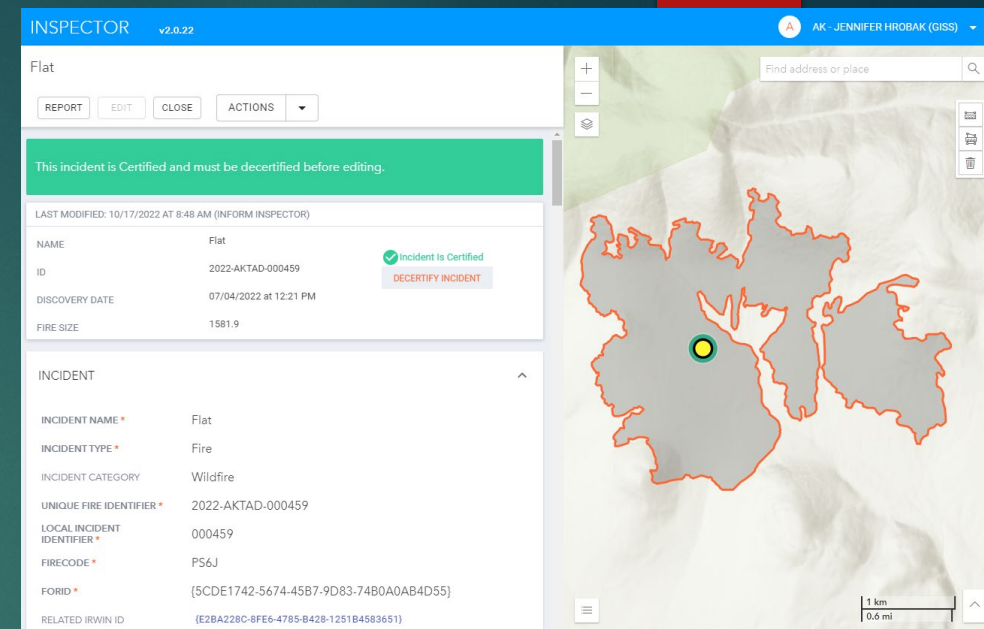 INSPECTOR v2.0.22
A AK - JENNIFER HROBAK (GISS)
Flat
REPORT EDIT CLOSE ACTIONS
Find address or place
This incident is Certified and must be decertified before editing.
LAST MODIFIED: 10/17/2022 AT 8:48 AM (INFORM INSPECTOR)
NAME Flat
Incident Is Certified
ID 2022-AKTAD-000459
DECERTIFY INCIDENT
DISCOVERY DATE 07/04/2022 at 12:21 PM
FIRE SIZE 1581.9
INCIDENT
INCIDENT NAME * Flat
INCIDENT TYPE * Fire
INCIDENT CATEGORY Wildfire
UNIQUE FIRE IDENTIFIER * 2022-AKTAD-000459
LOCAL INCIDENT
IDENTIFIER * 000459
FIRECODE * PS6J
FORID * {5CDE1742-5674-45B7-9D83-74B0A0AB4D55}
RELATED IRWIN ID {E2BA228C-8FE6-4785-B428-1251B4583651}
1 km
0.6 mi